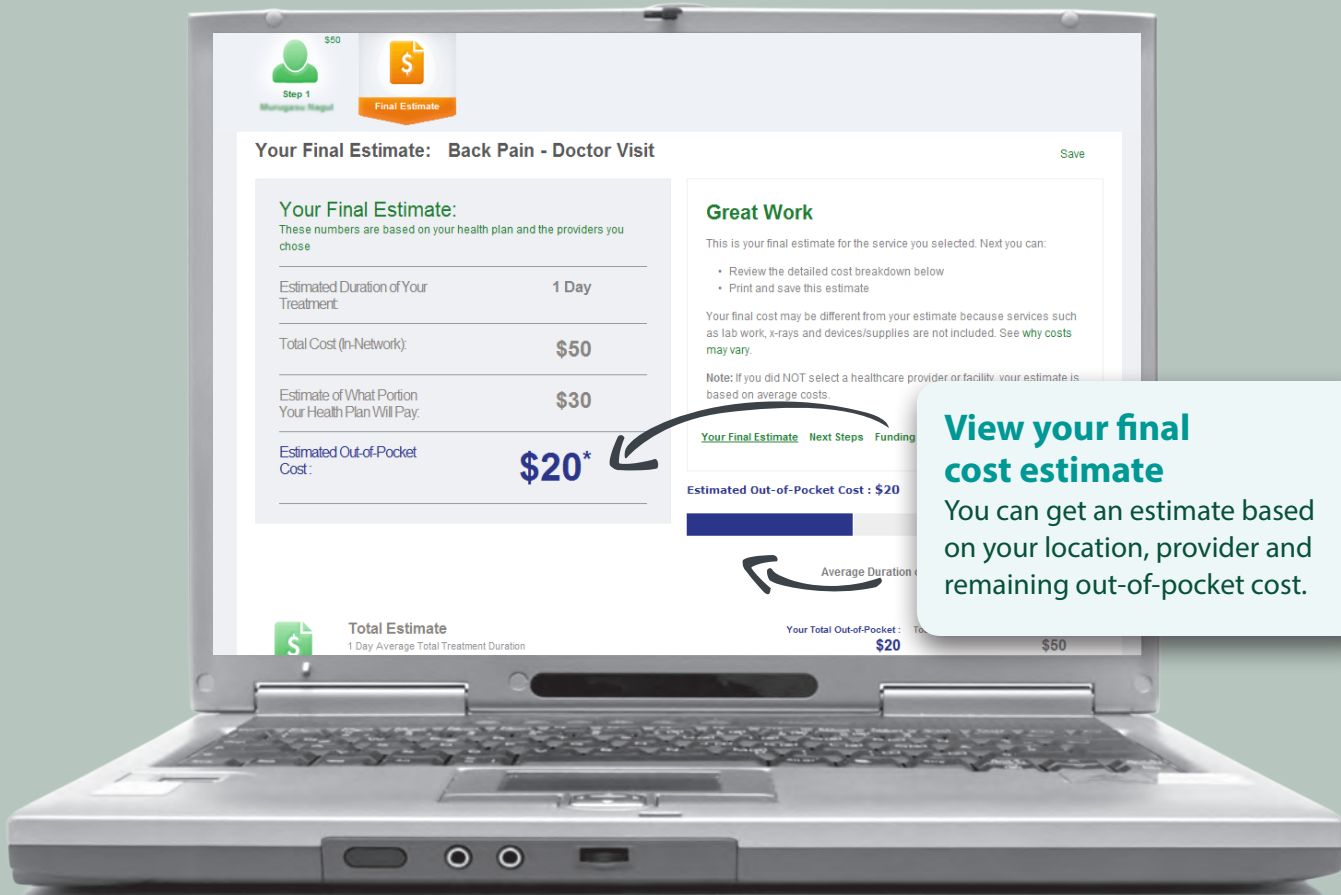 $50
Step 1
Final Estimate
Your Final Estimate: Back Pain - Doctor Visit
Save
Your Final Estimate:
These numbers are based on your health plan and the providers you
chose
Estimated Duration of Your
Treatment:
1 Day
Total Cost (In-Network):
$50
Estimate of What Portion
Your Health Plan Will Pay:
$30
Estimated Out-of-Pocket
Cost :
$20*
Great Work
This is your final estimate for the service you selected. Next you can:
• Review the detailed cost breakdown below
• Print and save this estimate
Your final cost may be different from your estimate because services such
as lab work, x-rays and devices/supplies are not included. See why costs
may vary.
Note: If you did NOT select a healthcare provider or facility, your estimate is
based on average costs.
Your Final Estimate Next Steps Funding
Estimated Out-of-Pocket Cost : $20
Average Duration
View your final
cost estimate
You can get an estimate based
on your location, provider and
remaining out-of-pocket cost.
$
Total Estimate
1 Day Average Total Treatment Duration
Your Total Out-of-Pocket :
$20
$50